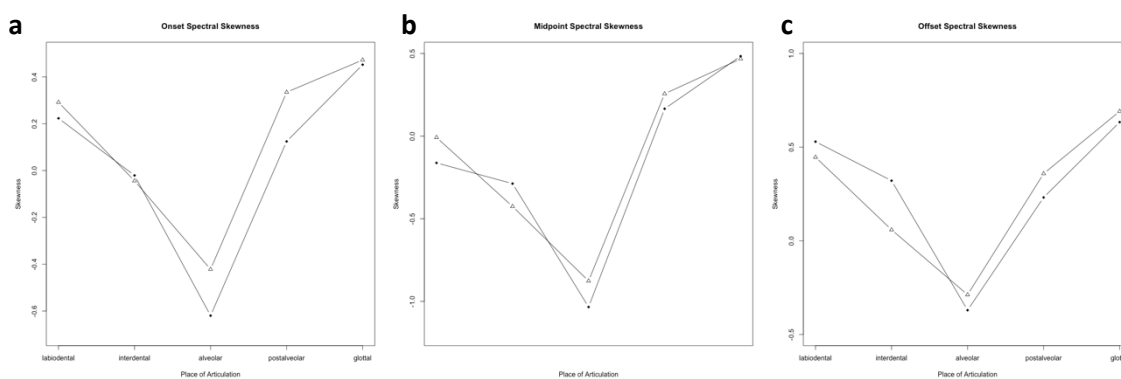 a
Onset Spectral Skewness
0.4
0.2
0.0
-0.2
-0.4
-0.6
Skewness
labiodental interdental alveolar postalveolar glottal
Place of Articulation
b
Midpoint Spectral Skewness
0.5
0.0
-0.5
-1.0
Skewness
Place of Articulation
c
Offset Spectral Skewness
1.0
0.5
0.0
-0.5
Skewness
labiodental interdental alveolar postalveolar glottal
Place of Articulation